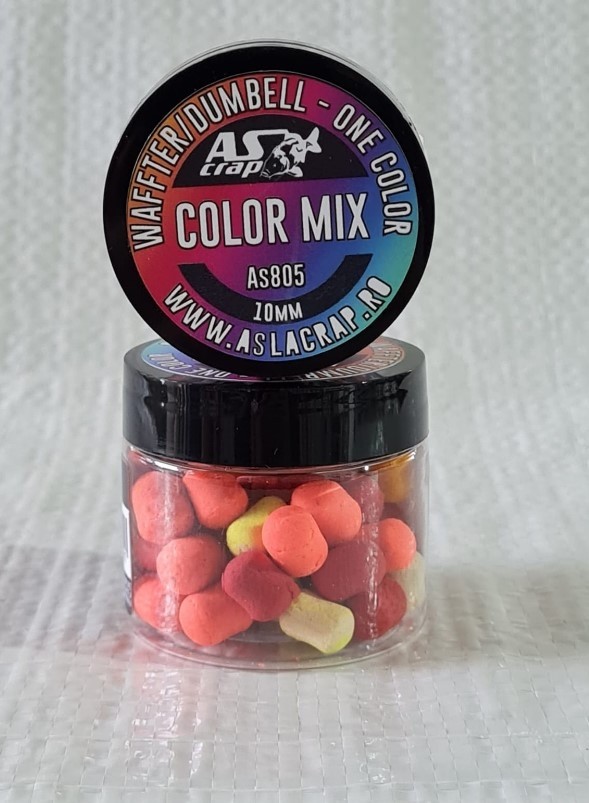 WAFFTER/DUMBELL - ONE COLOR
AS
crap
COLOR MIX
AS805
10MM
WWW.ASLACRAP.RO